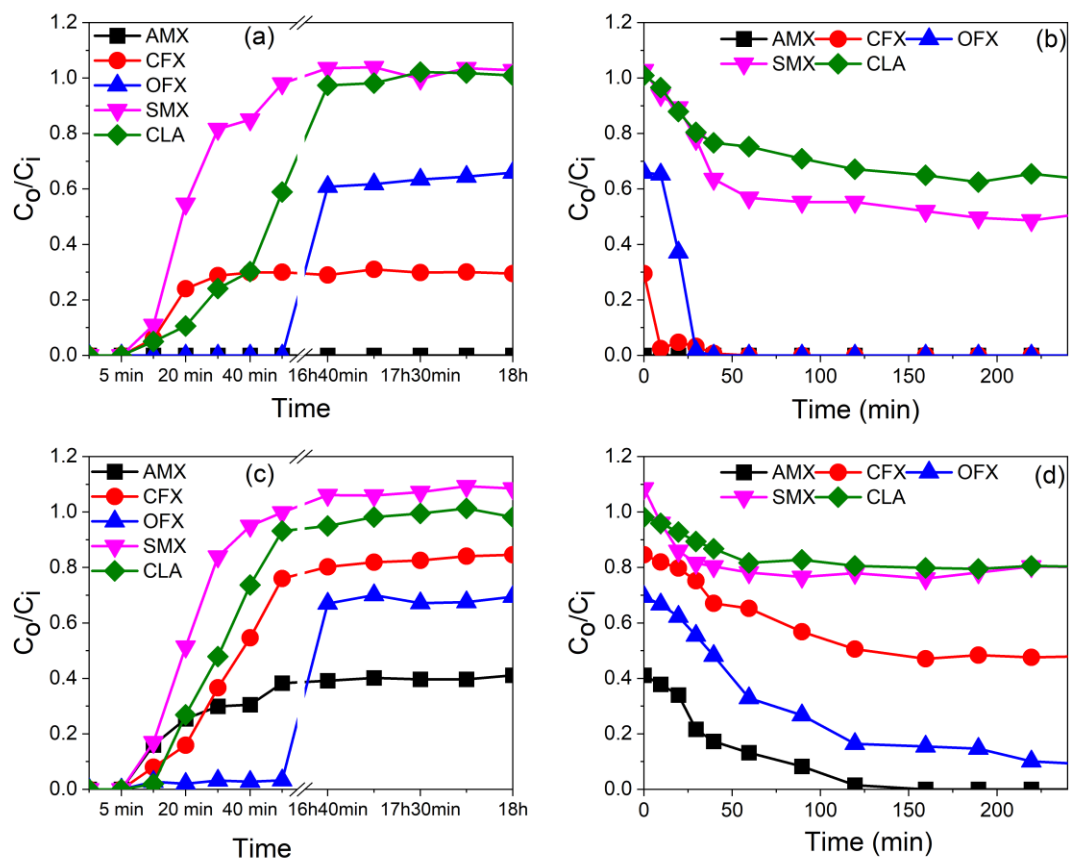 (a)
AMX
CFX
OFX
SMX
CLA
Co/Ci
1.2
1.0
0.8
0.6
0.4
0.2
0.0
5 min 20 min 40 min 16h40min 17h30min 18h
Time
(b)
AMX CFX OFX
SMX CLA
Co/Ci
1.2
1.0
0.8
0.6
0.4
0.2
0.0
0 50 100 150 200
Time (min)
(c)
AMX
CFX
OFX
SMX
CLA
Co/Ci
1.2
1.0
0.8
0.6
0.4
0.2
0.0
5 min 20 min 40 min 16h40min 17h30min 18h
Time
(d)
AMX CFX OFX
SMX CLA
Co/Ci
1.2
1.0
0.8
0.6
0.4
0.2
0.0
0 50 100 150 200
Time (min)